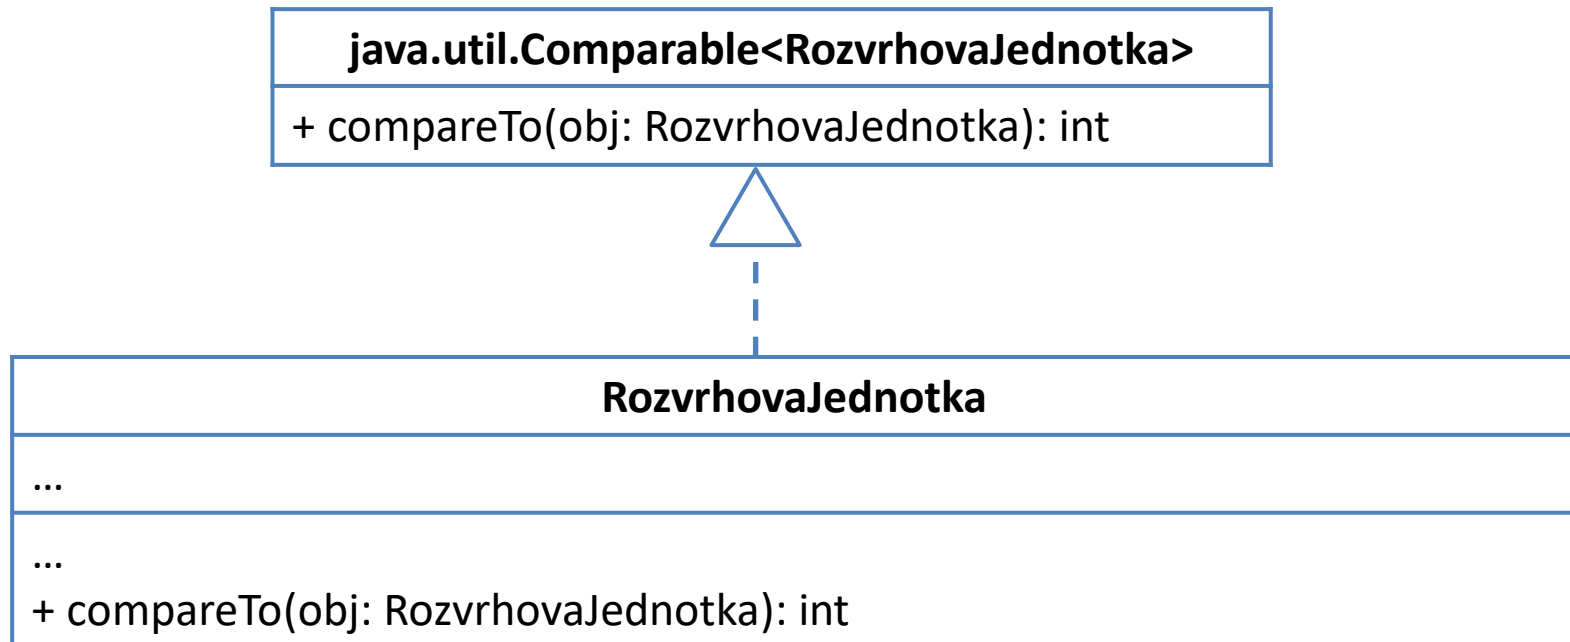 java.util.Comparable<RozvrhovaJednotka>
+ compareTo(obj: RozvrhovaJednotka): int
RozvrhovaJednotka
...
...
+ compareTo(obj: RozvrhovaJednotka): int